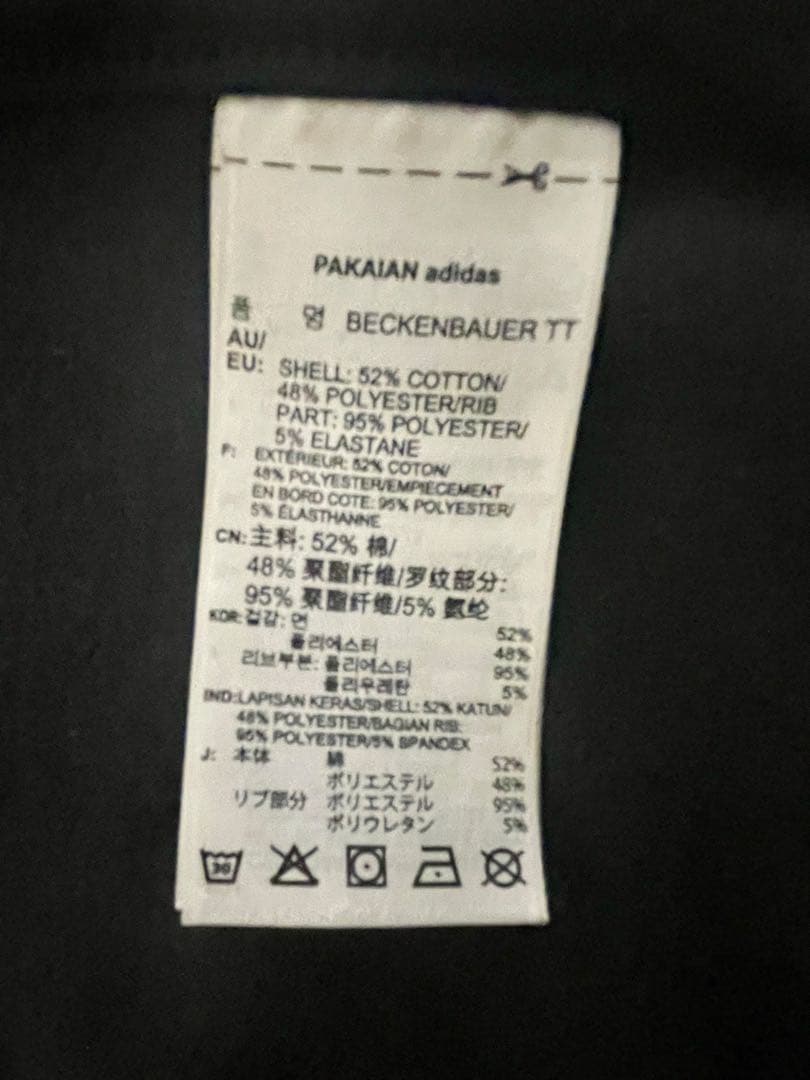 PAKAIAN adidas
품 명 BECKENBAUER TT
AU/
EU: SHELL: 52% COTTON/
48% POLYESTER/RIB
PART: 95% POLYESTER/
5% ELASTANE
F: EXTÉRIEUR: 52% COTON/
48% POLYESTER/EMPIECEMENT
EN BORD COTE: 95% POLYESTER/
5% ÉLASTHANNE
CN: 主料: 52% 棉/
48% 聚酯纤维/罗纹部分:
95% 聚酯纤维/5% 氨纶
KOR: 겉감: 면 52%
폴리에스터 48%
리브부분: 폴리에스터 95%
폴리우레탄 5%
IND: LAPISAN KERAS/SHELL: 52% KATUN/
48% POLYESTER/BAGIAN RIB:
95% POLYESTER/5% SPANDEX
J: 本体 綿 52%
ポリエステル 48%
リブ部分 ポリエステル 95%
ポリウレタン 5%
30